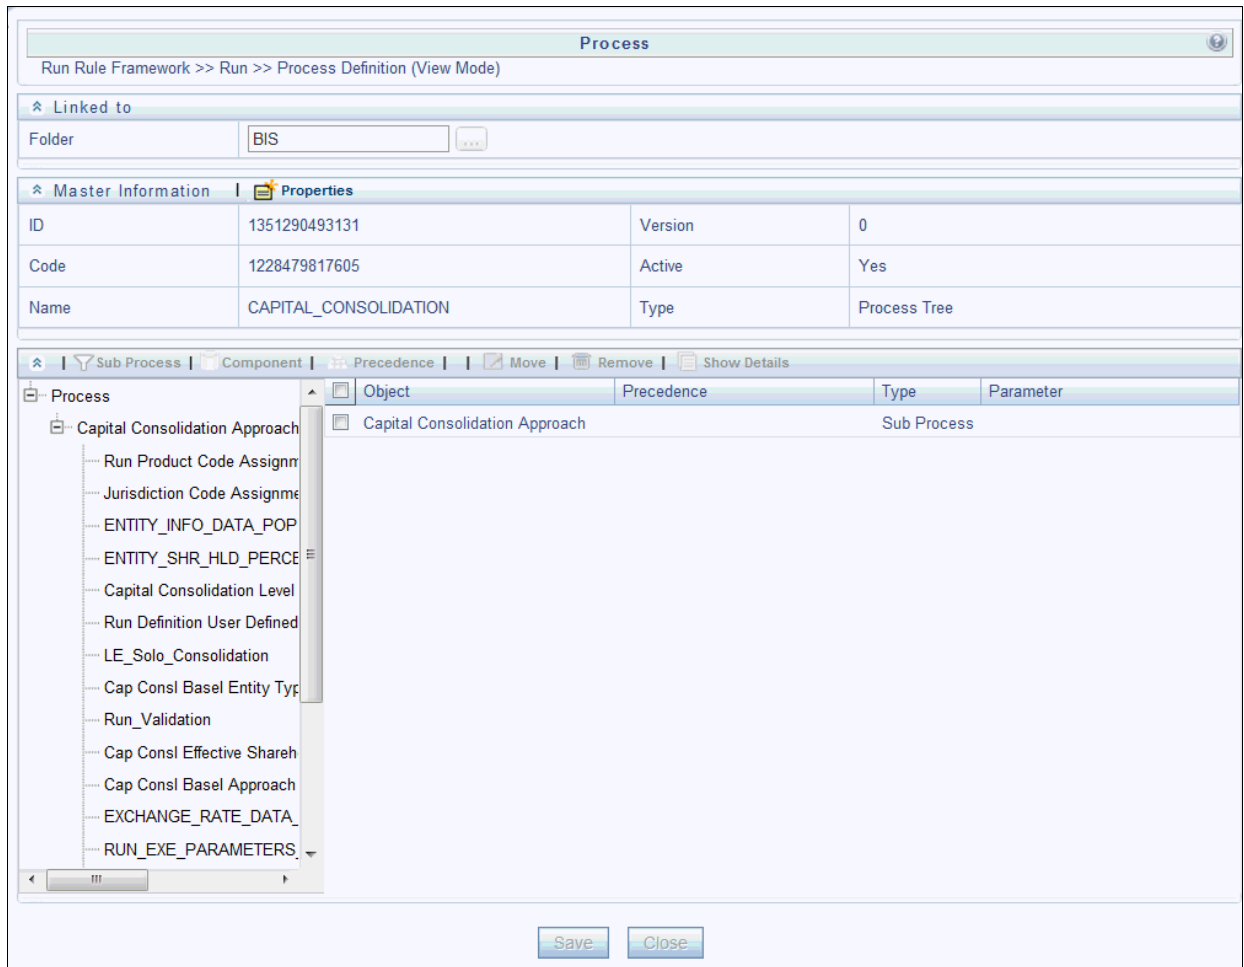 Process
Run Rule Framework >> Run >> Process Definition (View Mode)
Linked to
Folder BIS ...
Master Information | Properties
ID 1351290493131 Version 0
Code 1228479817605 Active Yes
Name CAPITAL_CONSOLIDATION Type Process Tree
| Sub Process | Component | Precedence | | Move | Remove | Show Details
Process
Object Precedence Type Parameter
Capital Consolidation Approach
Capital Consolidation Approach Sub Process
Run Product Code Assignm
Jurisdiction Code Assignme
ENTITY_INFO_DATA_POP
ENTITY_SHR_HLD_PERCE
Capital Consolidation Level
Run Definition User Defined
LE_Solo_Consolidation
Cap Consl Basel Entity Typ
Run_Validation
Cap Consl Effective Shareh
Cap Consl Basel Approach
EXCHANGE_RATE_DATA_
RUN_EXE_PARAMETERS_
Save Close